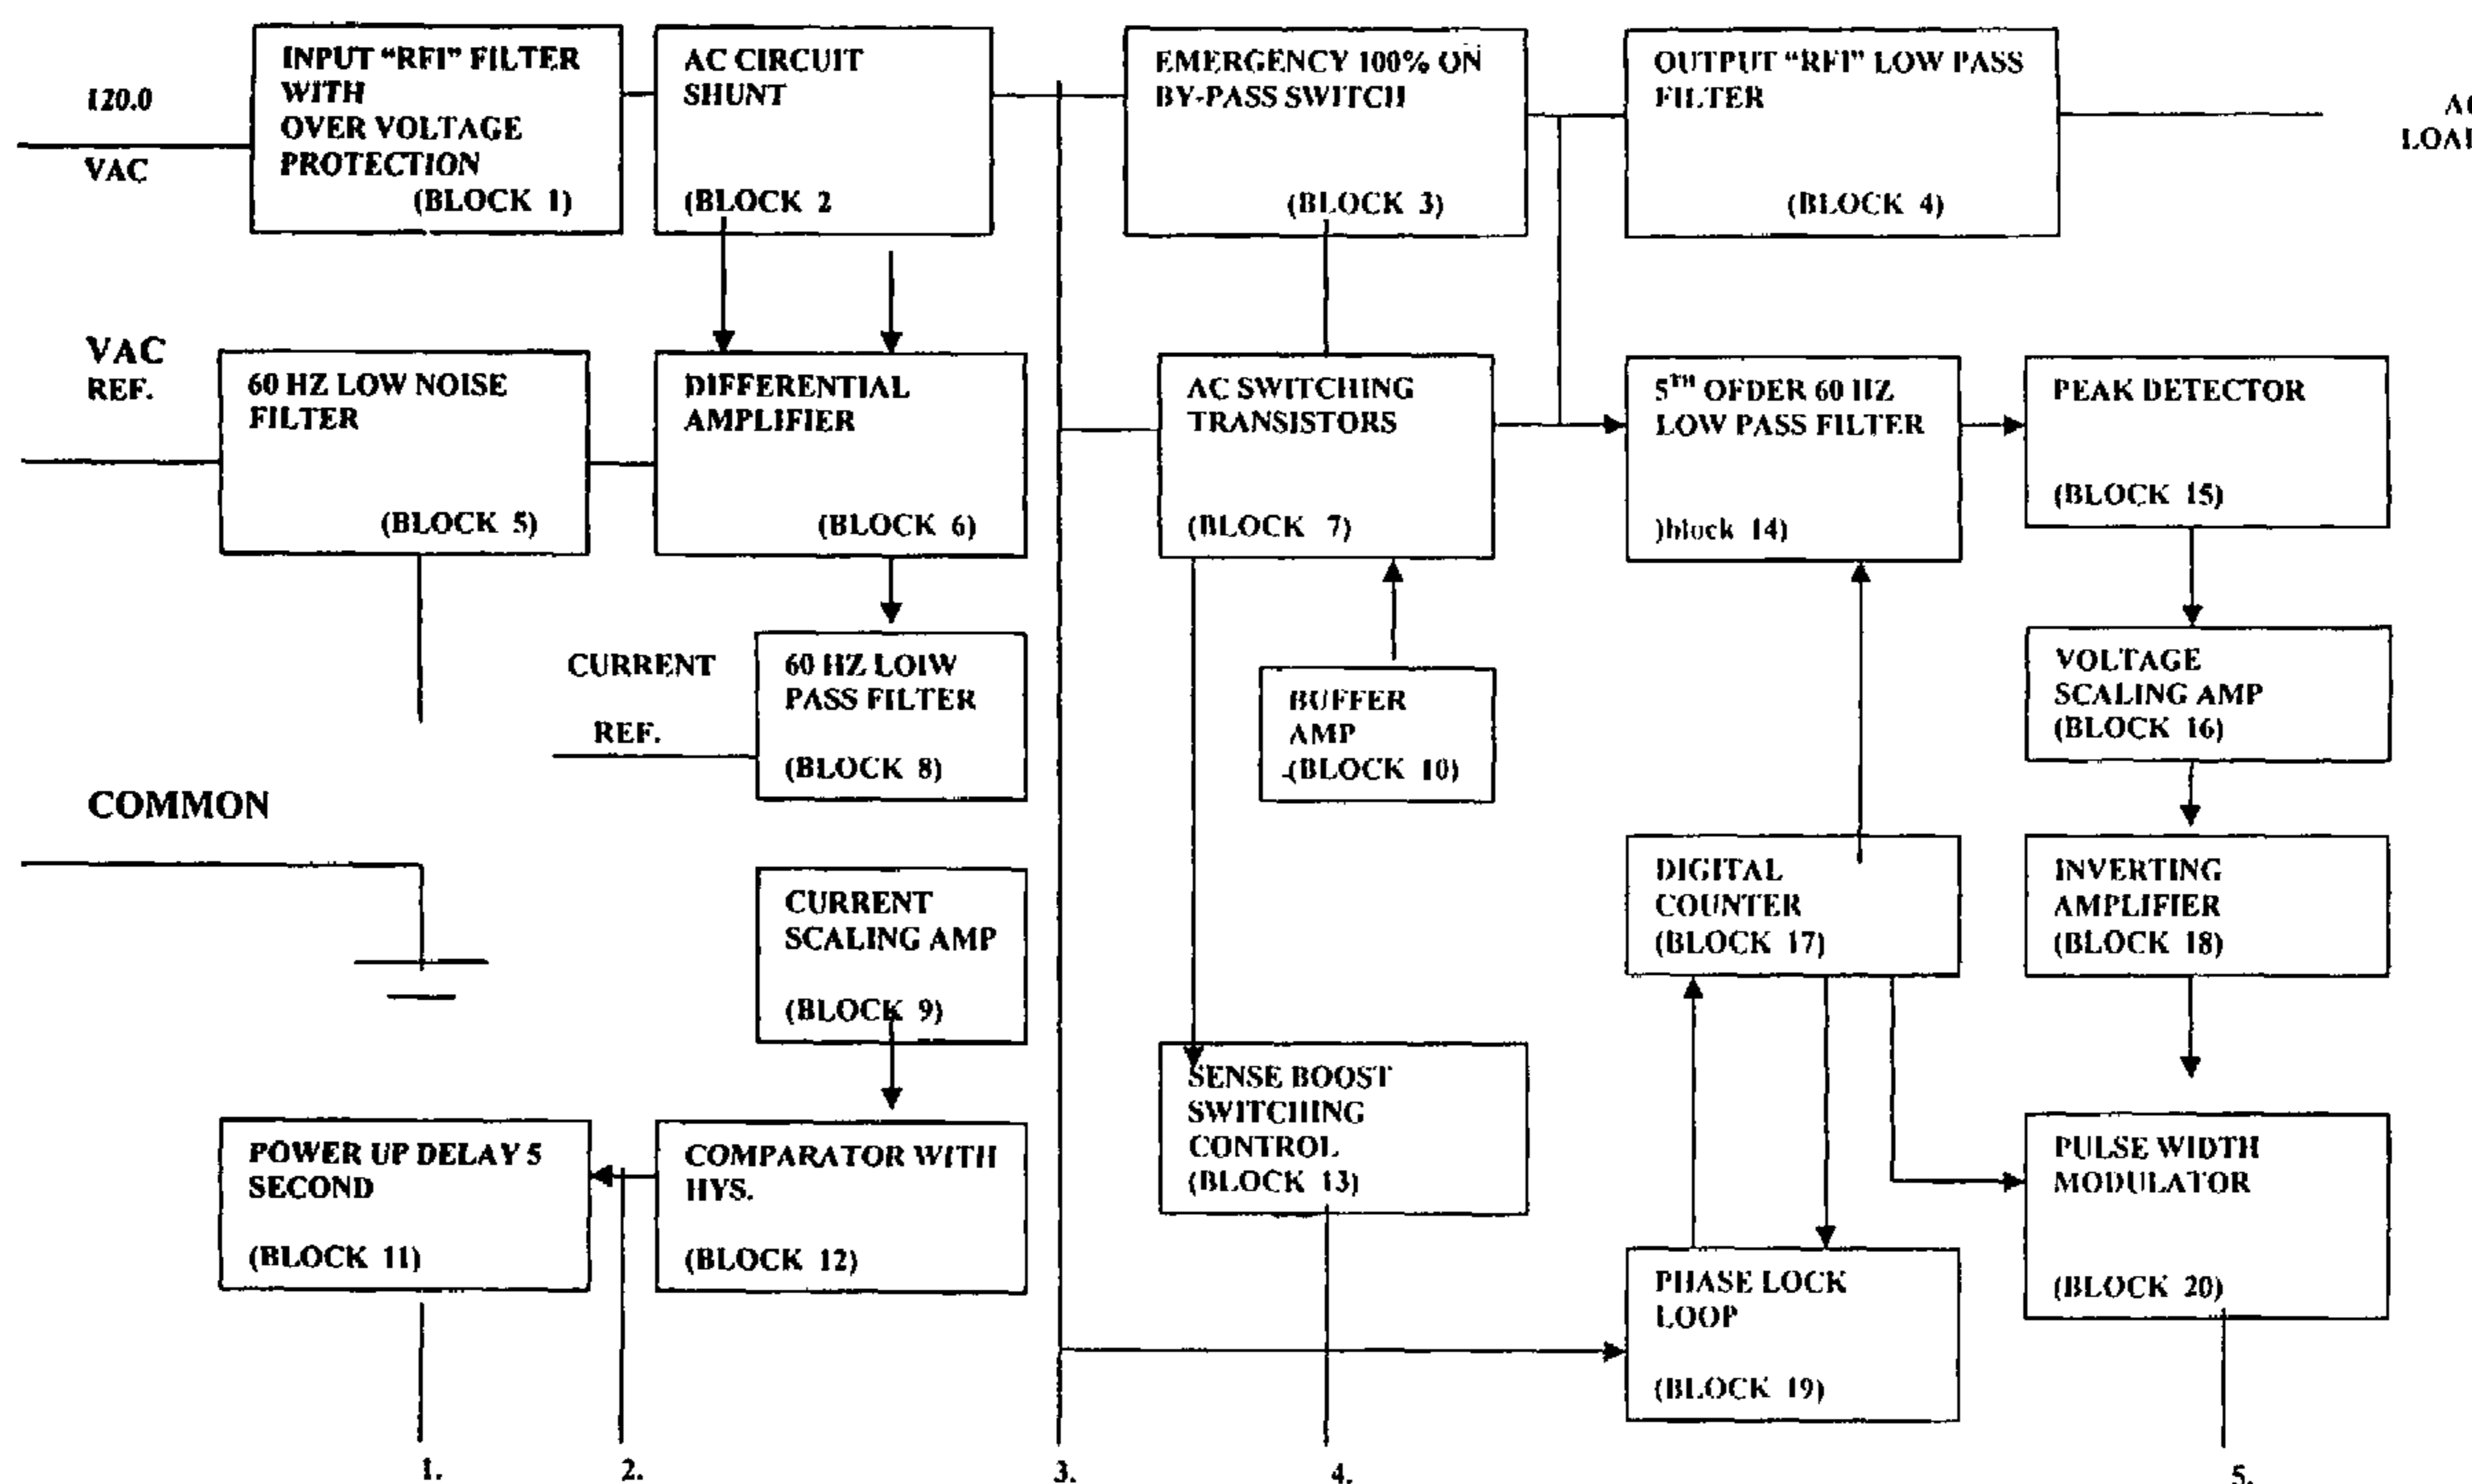 120.0
VAC
INPUT “RFI” FILTER
WITH
OVER VOLTAGE
PROTECTION
(BLOCK 1)
AC CIRCUIT
SHUNT
(BLOCK 2
EMERGENCY 100% ON
BY-PASS SWITCH
(BLOCK 3)
OUTPUT “RFI” LOW PASS
FILTER
(BLOCK 4)
VAC
REF.
60 HZ LOW NOISE
FILTER
(BLOCK 5)
DIFFERENTIAL
AMPLIFIER
(BLOCK 6)
AC SWITCHING
TRANSISTORS
(BLOCK 7)
5TH OFDER 60 HZ
LOW PASS FILTER
)block 14)
PEAK DETECTOR
(BLOCK 15)
CURRENT
REF.
60 HZ LOIW
PASS FILTER
(BLOCK 8)
BUFFER
AMP
(BLOCK 10)
VOLTAGE
SCALING AMP
(BLOCK 16)
COMMON
CURRENT
SCALING AMP
(BLOCK 9)
DIGITAL
COUNTER
(BLOCK 17)
INVERTING
AMPLIFIER
(BLOCK 18)
POWER UP DELAY 5
SECOND
(BLOCK 11)
COMPARATOR WITH
HYS.
(BLOCK 12)
SENSE BOOST
SWITCHING
CONTROL
(BLOCK 13)
PHASE LOCK
LOOP
(BLOCK 19)
PULSE WIDTH
MODULATOR
(BLOCK 20)
1.
2.
3.
4.
5.